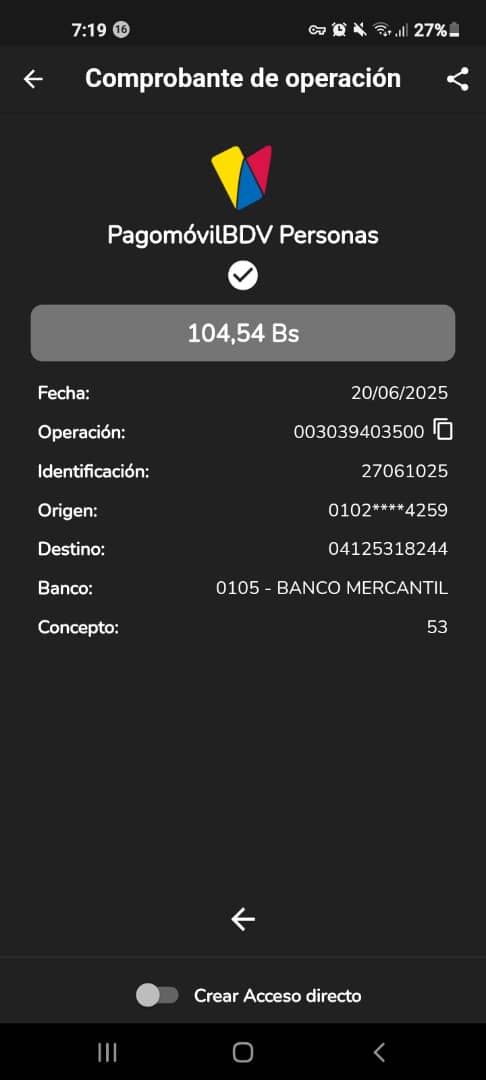 7:19 16 27%
Comprobante de operación
PagomóvilBDV Personas
104,54 Bs
Fecha: 20/06/2025
Operación: 003039403500
Identificación: 27061025
Origen: 0102****4259
Destino: 04125318244
Banco: 0105 - BANCO MERCANTIL
Concepto: 53
Crear Acceso directo